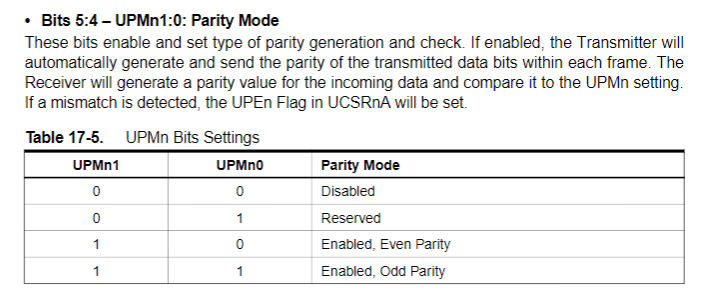 • Bits 5:4 – UPMn1:0: Parity Mode
These bits enable and set type of parity generation and check. If enabled, the Transmitter will
automatically generate and send the parity of the transmitted data bits within each frame. The
Receiver will generate a parity value for the incoming data and compare it to the UPMn setting.
If a mismatch is detected, the UPEn Flag in UCSRnA will be set.
Table 17-5. UPMn Bits Settings
UPMn1 UPMn0 Parity Mode
0 0 Disabled
0 1 Reserved
1 0 Enabled, Even Parity
1 1 Enabled, Odd Parity